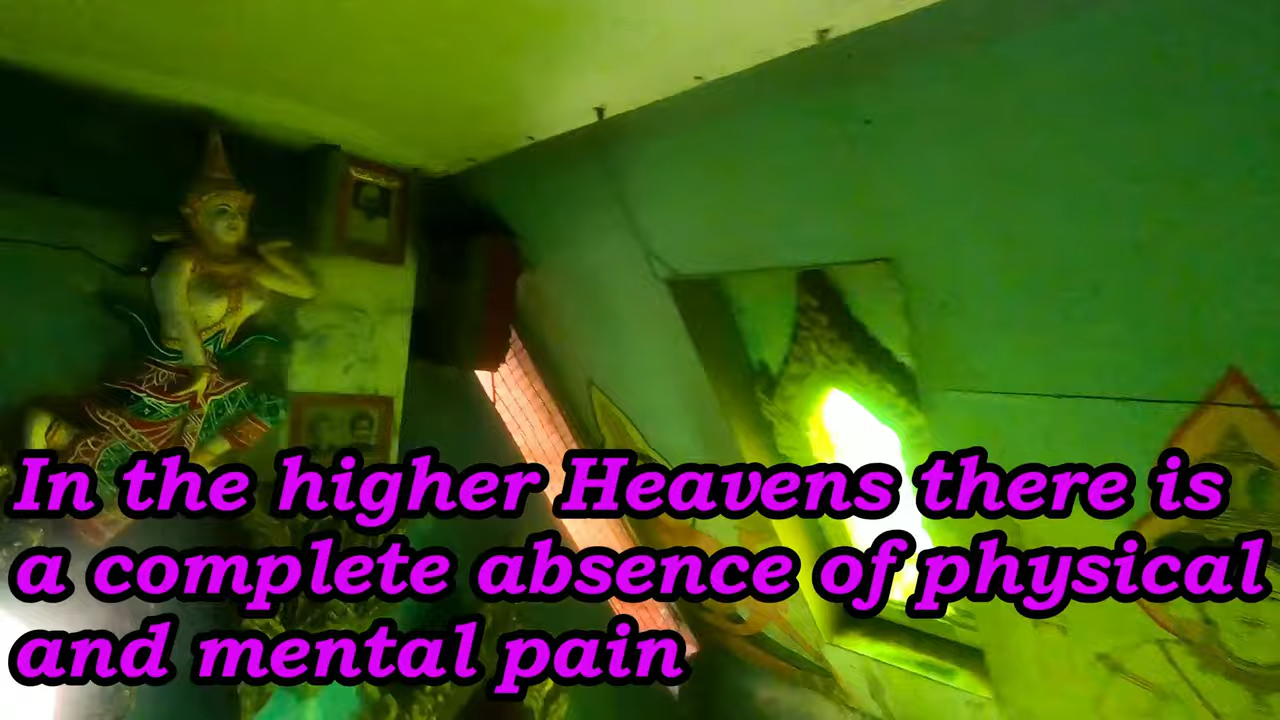 In the higher Heavens there is
a complete absence of physical
and mental pain